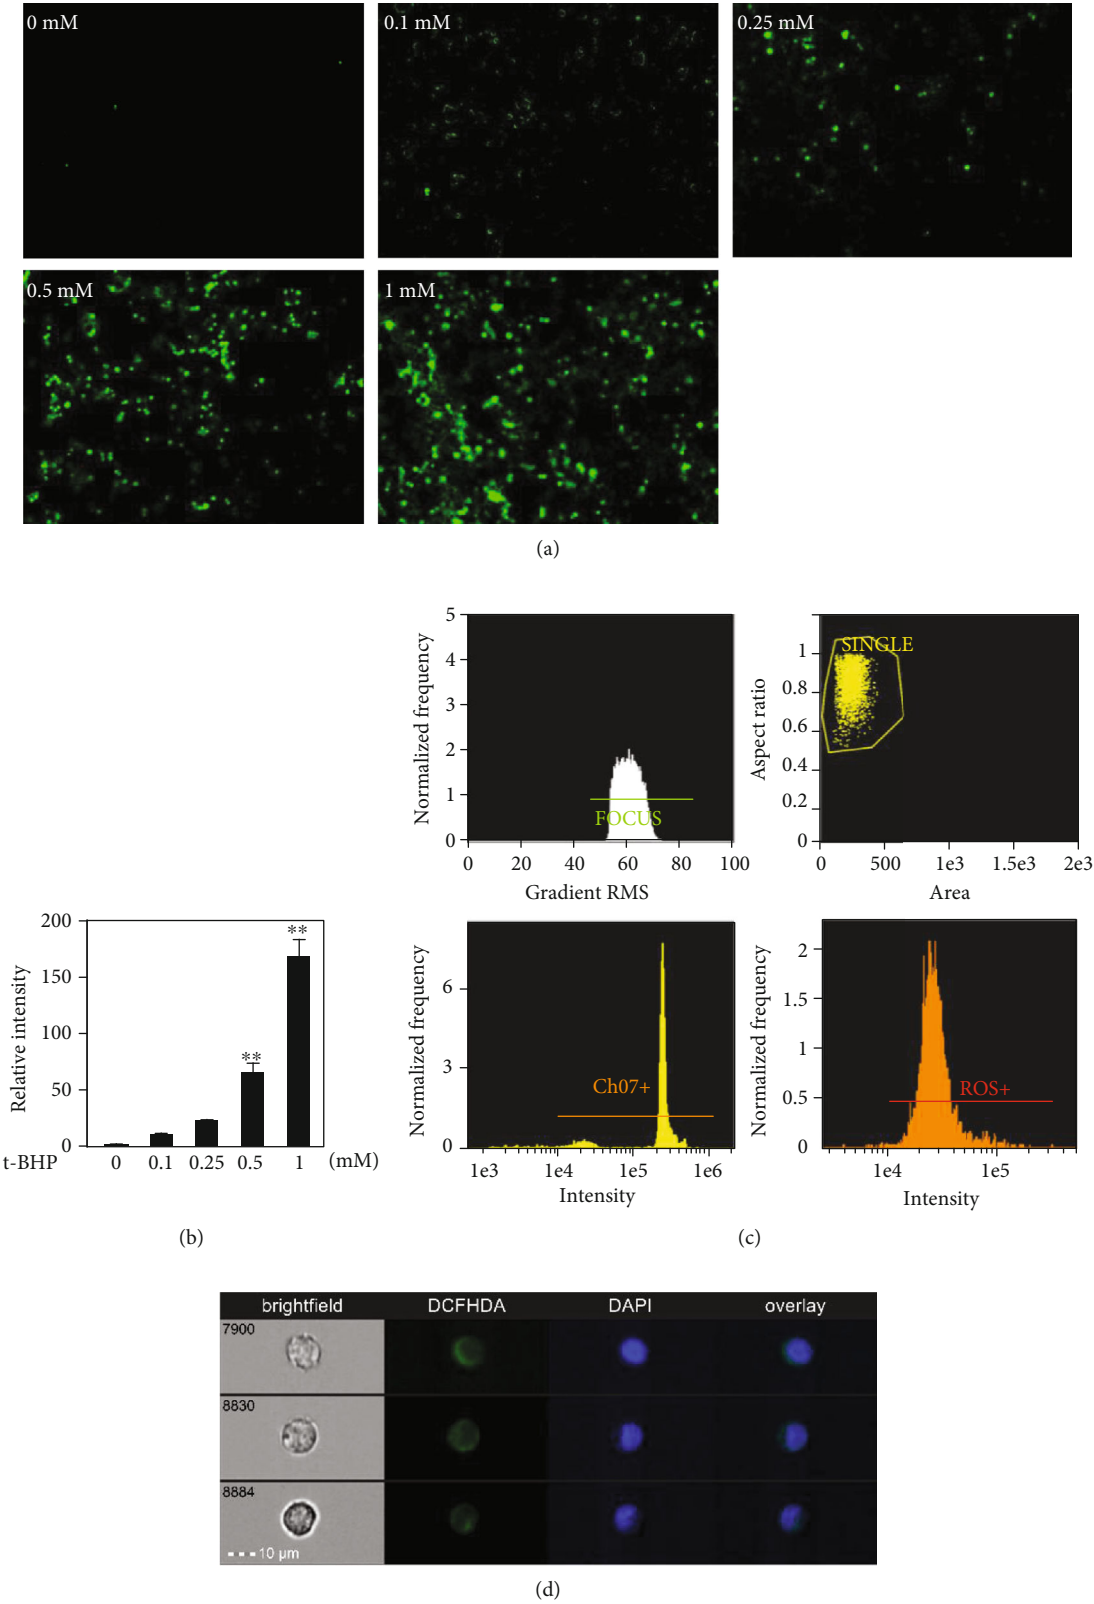 0 mM
0.1 mM
0.25 mM
0.5 mM
1 mM
(a)
200
150
100
50
0
Relative intensity
** **
t-BHP 0 0.1 0.25 0.5 1 (mM)
(b)
5
4
3
2
1
0
Normalized frequency
FOCUS
0 20 40 60 80 100
Gradient RMS
1
0.8
0.6
0.4
0.2
0
Aspect ratio
SINGLE
0 500 1e3 1.5e3 2e3
Area
6
3
0
Normalized frequency
Ch07+
1e3 1e4 1e5 1e6
Intensity
2
1.5
1
0.5
0
Normalized frequency
ROS+
1e4 1e5
Intensity
(c)
brightfield DCFHDA DAPI overlay
7900
8830
8884
10 µm
(d)